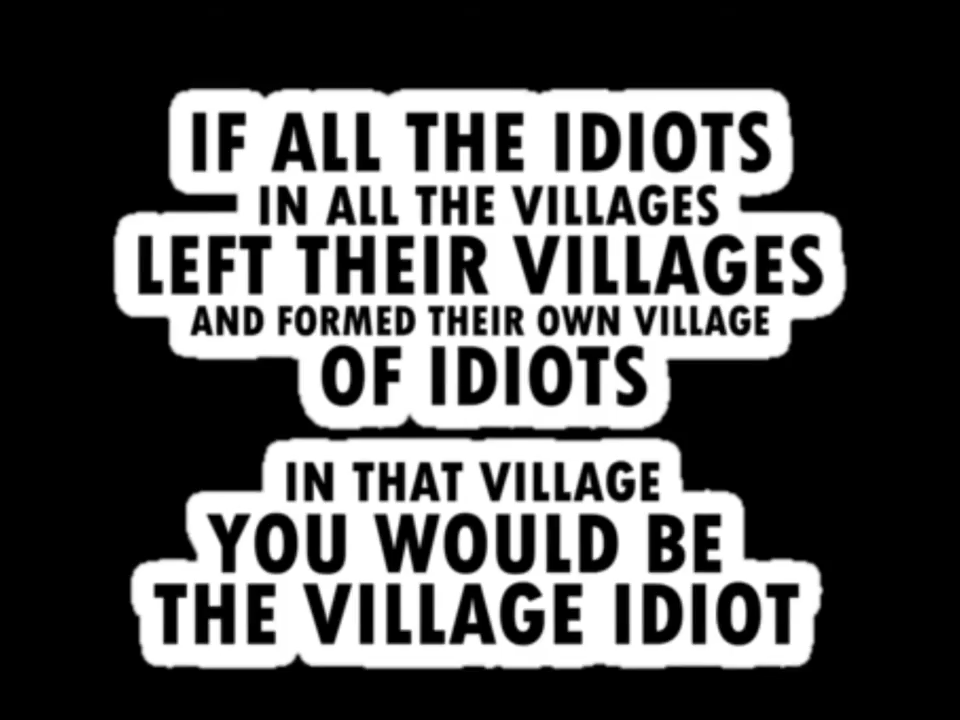 IF ALL THE IDIOTS
IN ALL THE VILLAGES
LEFT THEIR VILLAGES
AND FORMED THEIR OWN VILLAGE
OF IDIOTS
IN THAT VILLAGE
YOU WOULD BE
THE VILLAGE IDIOT